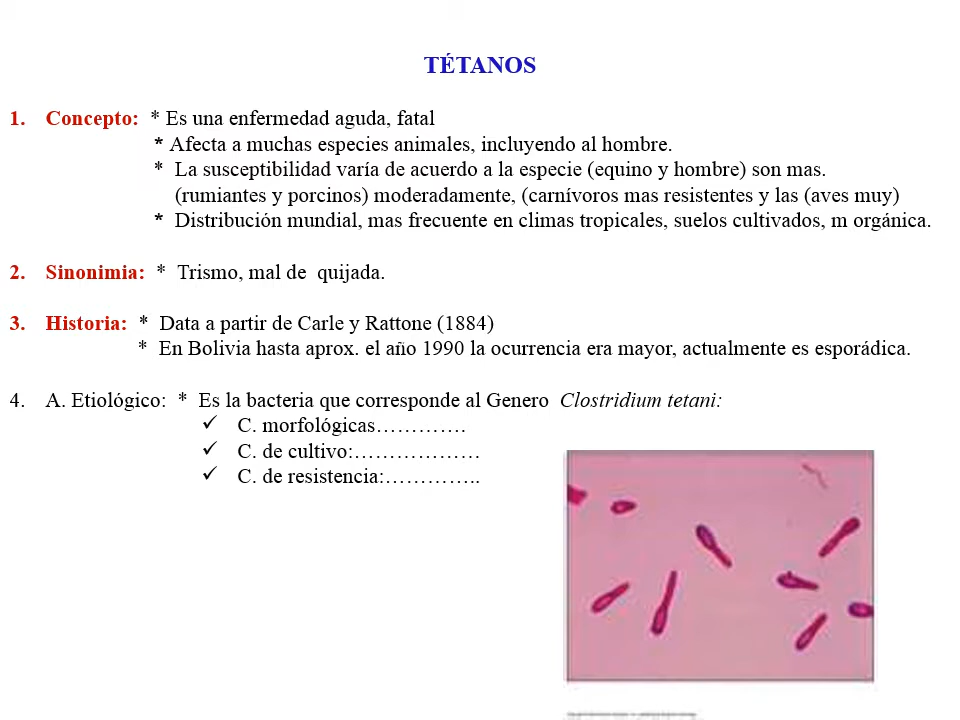 TÉTANOS
1. Concepto: * Es una enfermedad aguda, fatal
* Afecta a muchas especies animales, incluyendo al hombre.
* La susceptibilidad varía de acuerdo a la especie (equino y hombre) son mas.
(rumiantes y porcinos) moderadamente, (carnívoros mas resistentes y las (aves muy)
* Distribución mundial, mas frecuente en climas tropicales, suelos cultivados, m orgánica.
2. Sinonimia: * Trismo, mal de quijada.
3. Historia: * Data a partir de Carle y Rattone (1884)
* En Bolivia hasta aprox. el año 1990 la ocurrencia era mayor, actualmente es esporádica.
4. A. Etiológico: * Es la bacteria que corresponde al Genero Clostridium tetani:
✓ C. morfológicas………….
✓ C. de cultivo:………………
✓ C. de resistencia:…………..